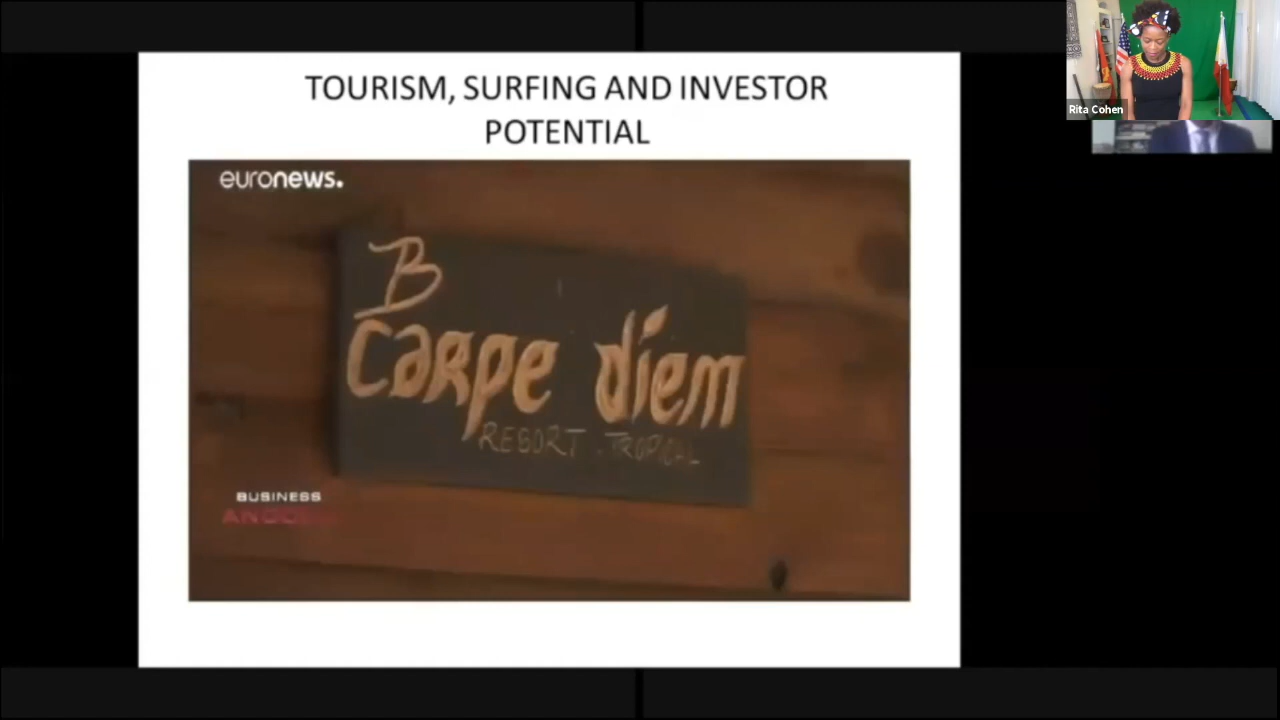 TOURISM, SURFING AND INVESTOR
POTENTIAL
euronews.
B
carpe diem
RESORT . TROPICAL
BUSINESS
Rita Cohen